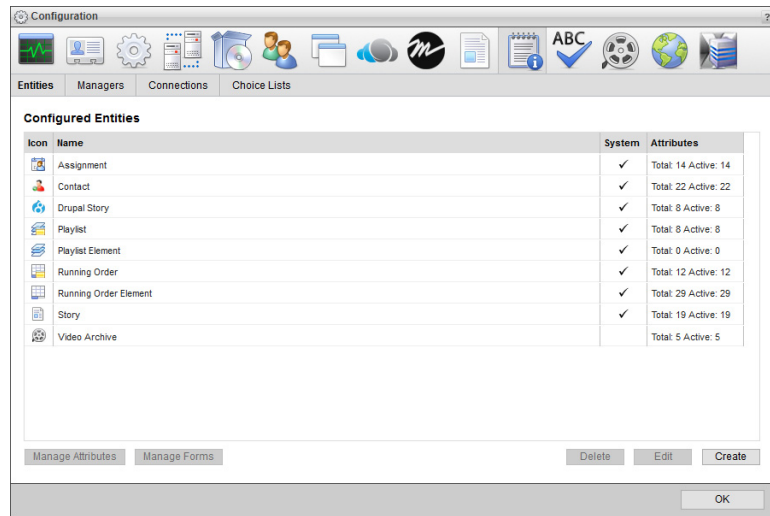 Configuration ?
ABC
Entities Managers Connections Choice Lists
Configured Entities
Icon Name System Attributes
Assignment ✓ Total: 14 Active: 14
Contact ✓ Total: 22 Active: 22
Drupal Story ✓ Total: 8 Active: 8
Playlist ✓ Total: 8 Active: 8
Playlist Element ✓ Total: 0 Active: 0
Running Order ✓ Total: 12 Active: 12
Running Order Element ✓ Total: 29 Active: 29
Story ✓ Total: 19 Active: 19
Video Archive Total: 5 Active: 5
Manage Attributes Manage Forms Delete Edit Create
OK